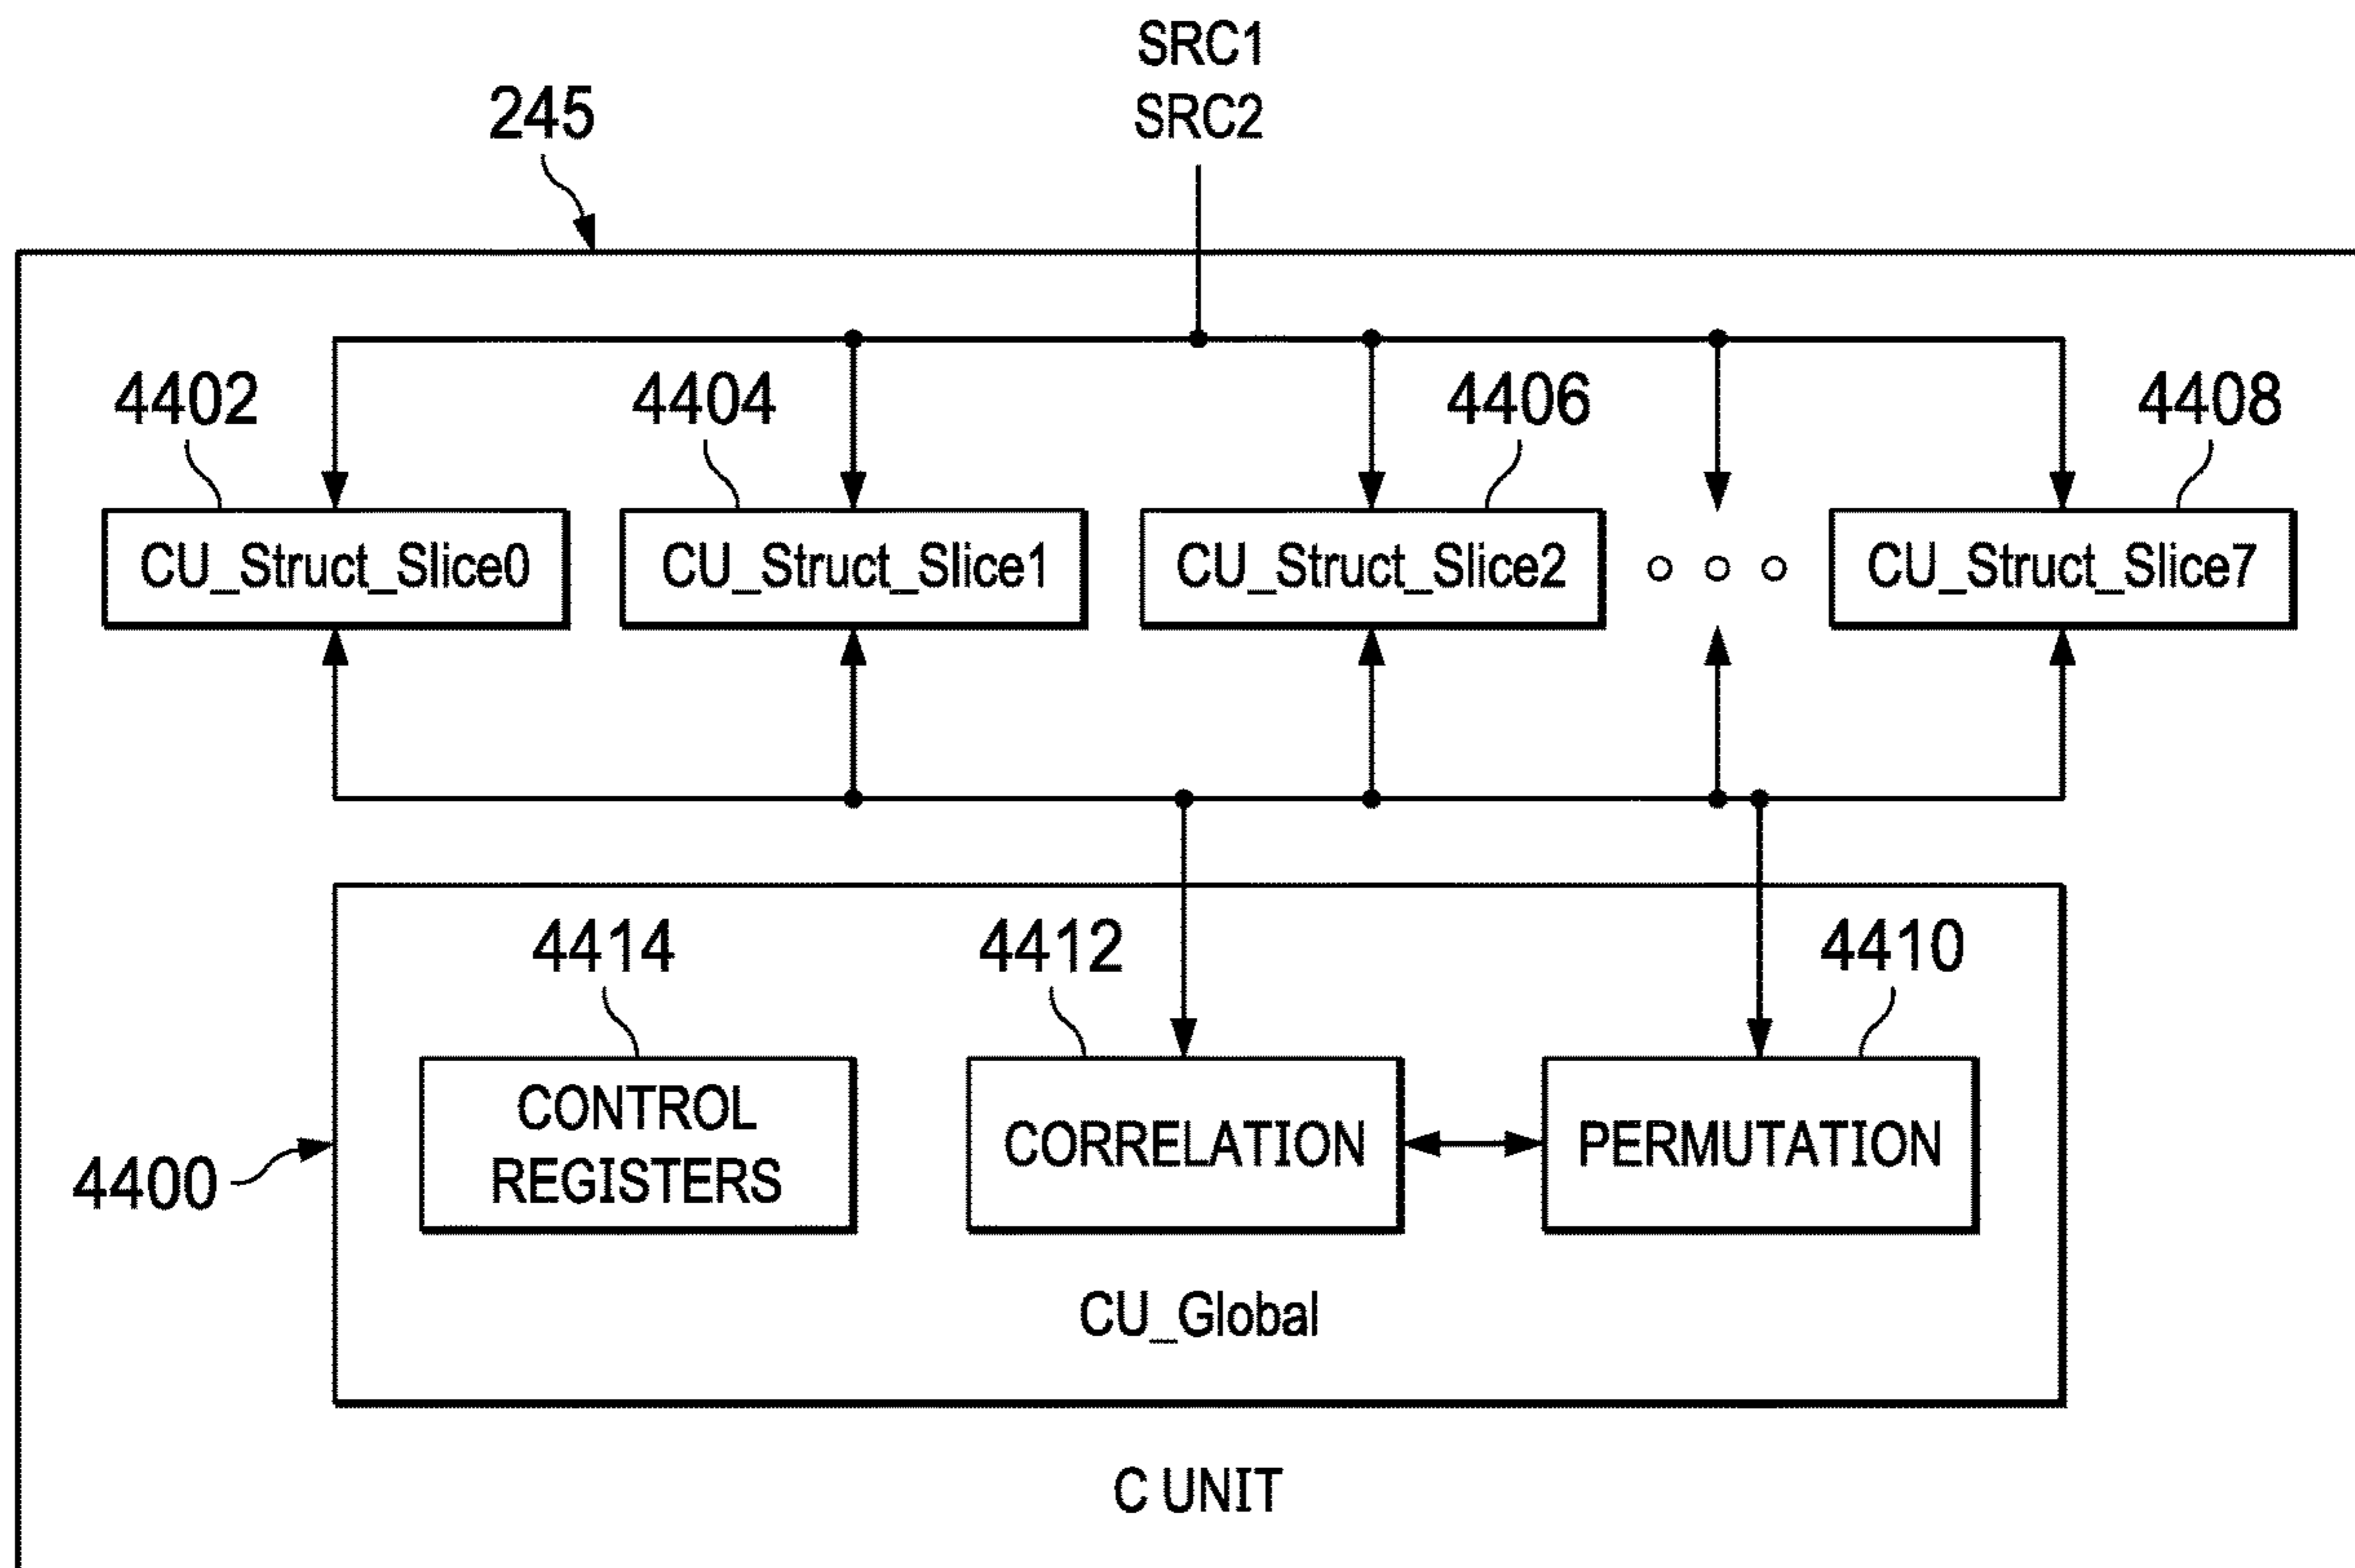 SRC1
SRC2
245
4402
4404
4406
4408
CU_Struct_Slice0
CU_Struct_Slice1
CU_Struct_Slice2
CU_Struct_Slice7
4414
4412
4410
CONTROL
REGISTERS
CORRELATION
PERMUTATION
4400
CU_Global
C UNIT